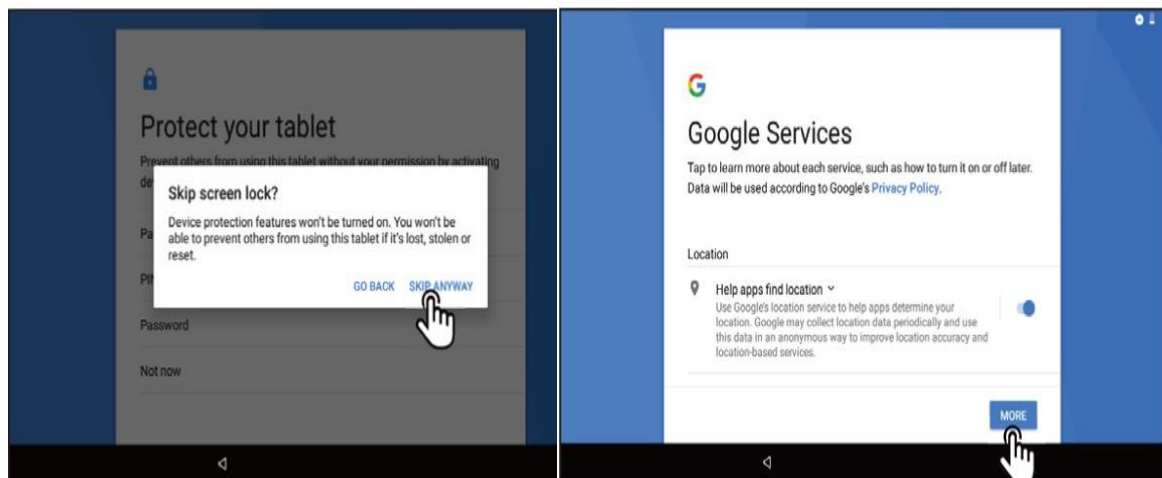 Protect your tablet
Prevent others from using this tablet without your permission by activating
de
Skip screen lock?
Device protection features won't be turned on. You won't be
able to prevent others from using this tablet if it's lost, stolen or
reset.
Pa
GO BACK SKIP ANYWAY
PIN
Password
Not now
G
Google Services
Tap to learn more about each service, such as how to turn it on or off later.
Data will be used according to Google's Privacy Policy.
Location
Help apps find location
Use Google's location service to help apps determine your
location. Google may collect location data periodically and use
this data in an anonymous way to improve location accuracy and
location-based services.
MORE